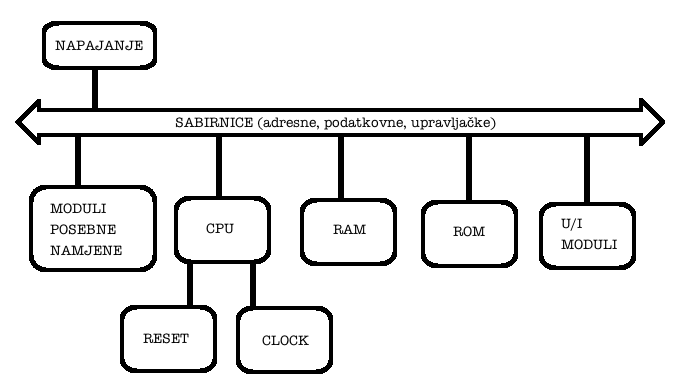 NAPAJANJE
SABIRNICE (adresne, podatkovne, upravljačke)
MODULI
POSEBNE
NAMJENE
CPU
RAM
ROM
U/I
MODULI
RESET
CLOCK